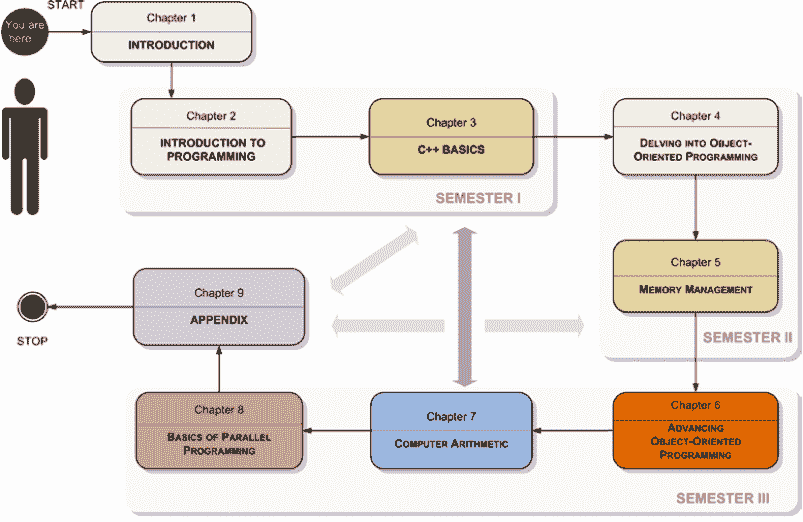 START
You are
here
Chapter 1
INTRODUCTION
Chapter 2
INTRODUCTION TO
PROGRAMMING
Chapter 3
C++ BASICS
SEMESTER I
Chapter 4
DELVING INTO OBJECT-
ORIENTED PROGRAMMING
Chapter 5
MEMORY MANAGEMENT
SEMESTER II
Chapter 6
ADVANCING
OBJECT-ORIENTED
PROGRAMMING
Chapter 7
COMPUTER ARITHMETIC
Chapter 8
BASICS OF PARALLEL
PROGRAMMING
SEMESTER III
Chapter 9
APPENDIX
STOP